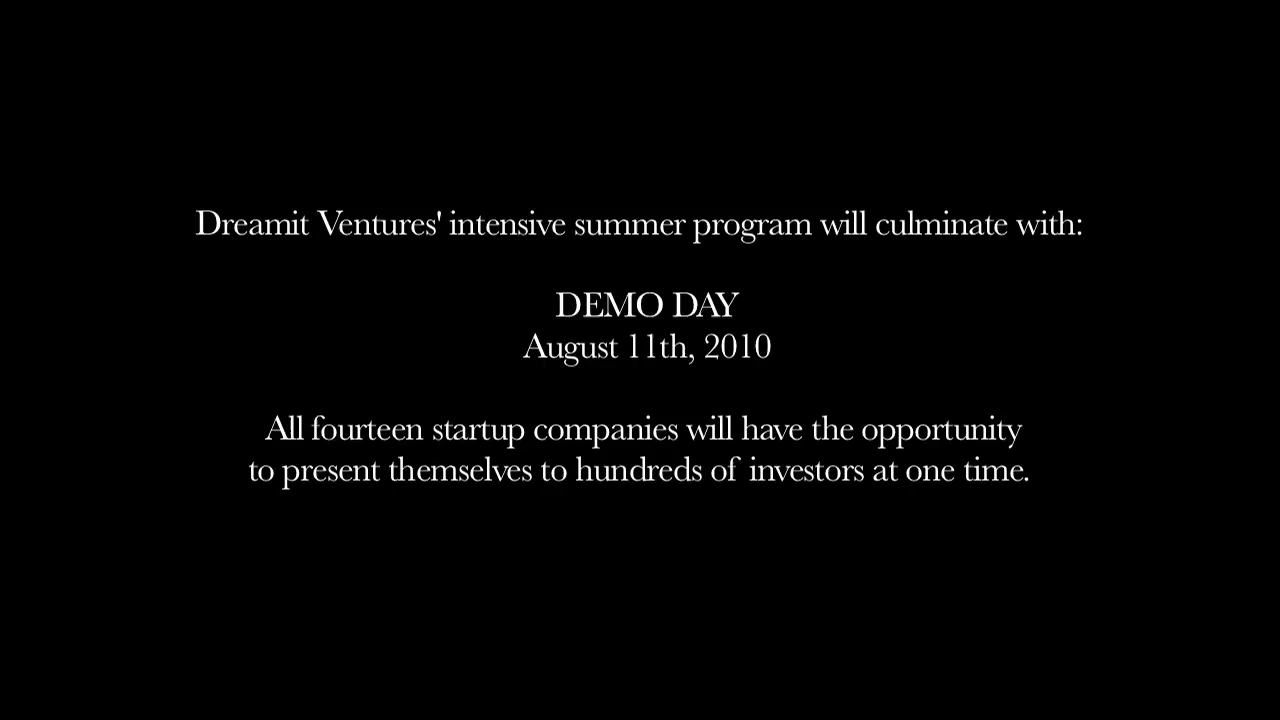 Dreamit Ventures' intensive summer program will culminate with:
DEMO DAY
August 11th, 2010
All fourteen startup companies will have the opportunity
to present themselves to hundreds of investors at one time.